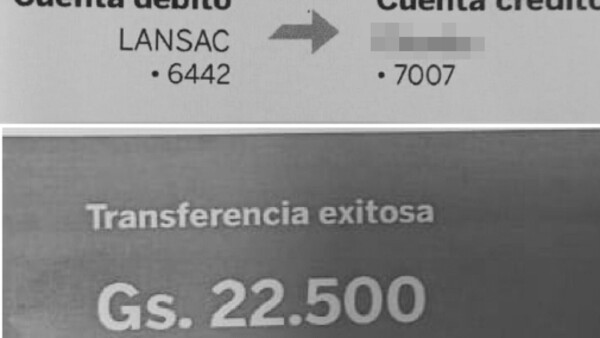 Cuenta débito
Cuenta crédito
LANSAC
• 6442
• 7007
Transferencia exitosa
Gs. 22.500